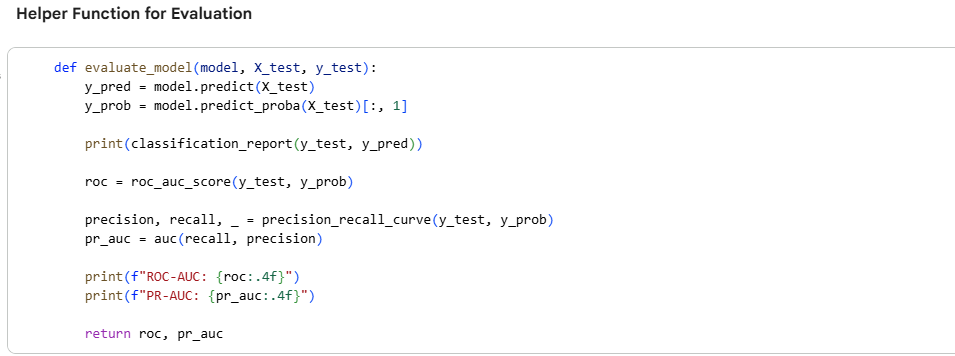 Helper Function for Evaluation
def evaluate_model(model, X_test, y_test):
    y_pred = model.predict(X_test)
    y_prob = model.predict_proba(X_test)[:, 1]

    print(classification_report(y_test, y_pred))

    roc = roc_auc_score(y_test, y_prob)

    precision, recall, _ = precision_recall_curve(y_test, y_prob)
    pr_auc = auc(recall, precision)

    print(f"ROC-AUC: {roc:.4f}")
    print(f"PR-AUC: {pr_auc:.4f}")

    return roc, pr_auc